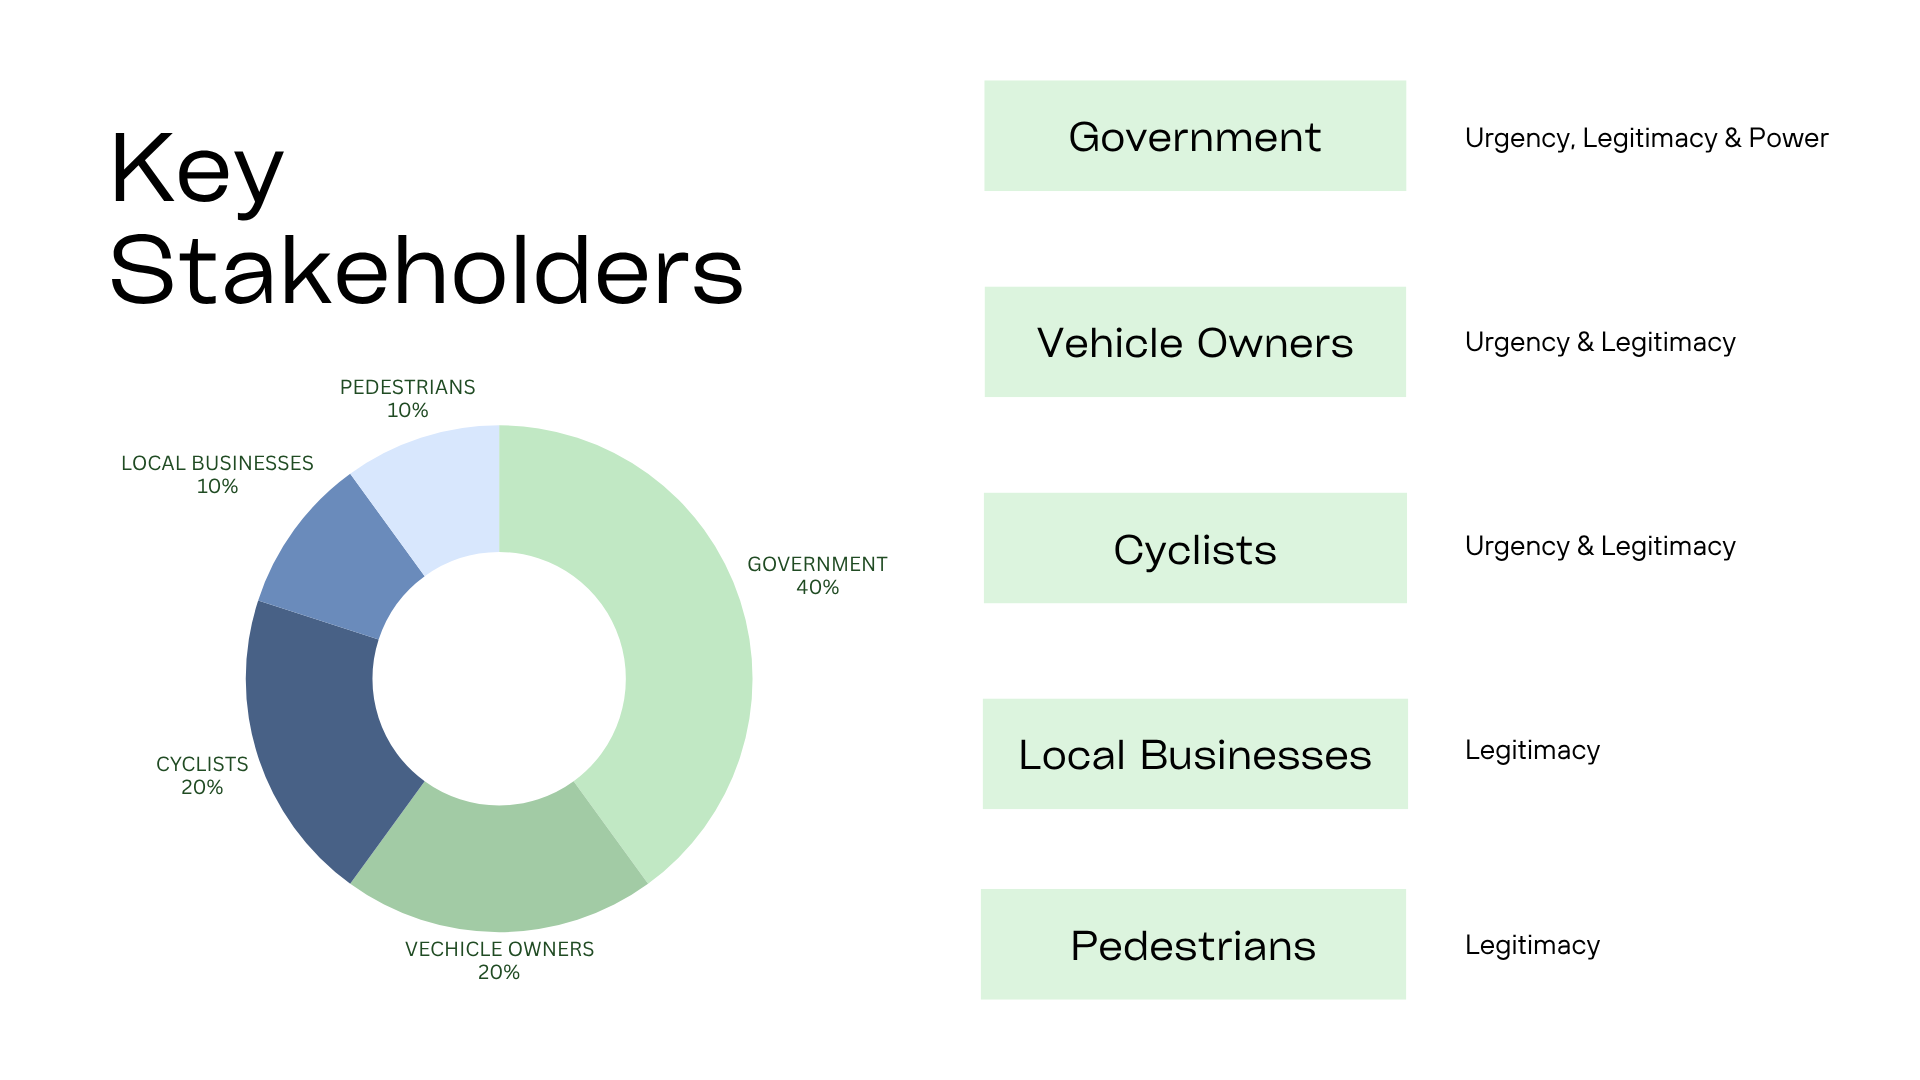 Key
Stakeholders
PEDESTRIANS
10%
LOCAL BUSINESSES
10%
GOVERNMENT
40%
CYCLISTS
20%
VECHICLE OWNERS
20%
Government
Urgency, Legitimacy & Power
Vehicle Owners
Urgency & Legitimacy
Cyclists
Urgency & Legitimacy
Local Businesses
Legitimacy
Pedestrians
Legitimacy